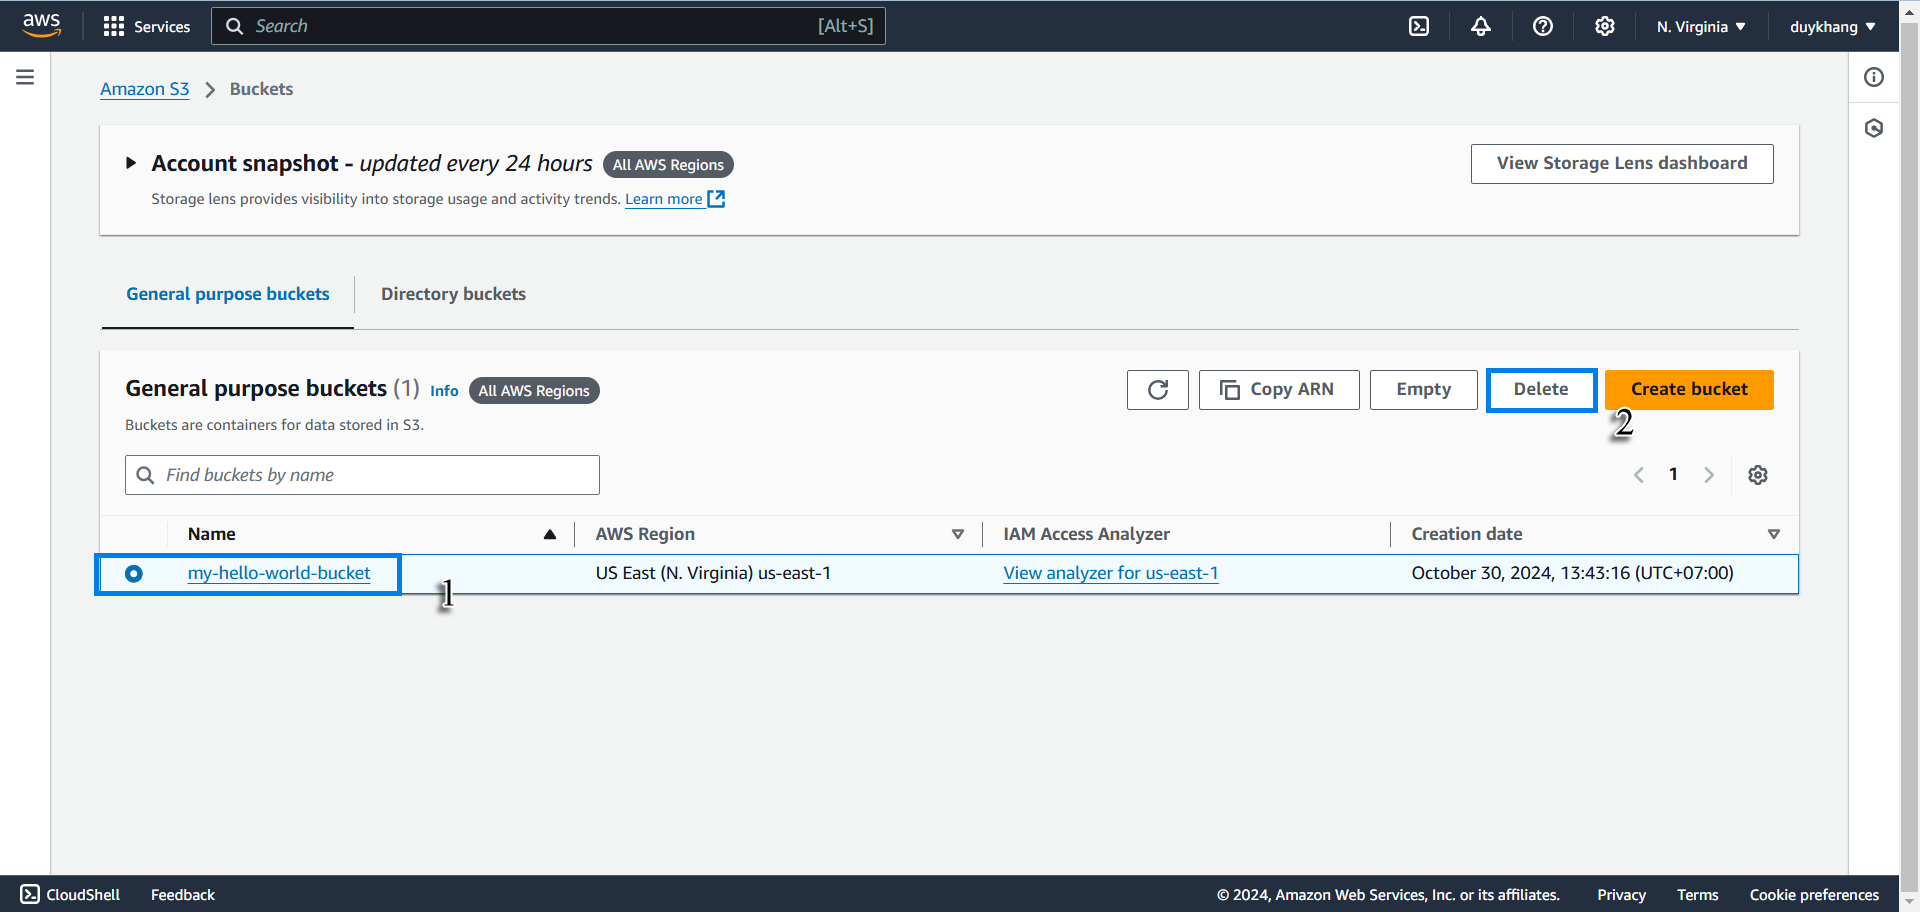 aws
Services
Search
[Alt+S]
N. Virginia
duykhang
Amazon S3
Buckets
Account snapshot - updated every 24 hours
All AWS Regions
View Storage Lens dashboard
Storage lens provides visibility into storage usage and activity trends. Learn more
General purpose buckets
Directory buckets
General purpose buckets (1)
Info
All AWS Regions
Copy ARN
Empty
Delete
Create bucket
2
Buckets are containers for data stored in S3.
Find buckets by name
1
Name
AWS Region
IAM Access Analyzer
Creation date
my-hello-world-bucket
1
US East (N. Virginia) us-east-1
View analyzer for us-east-1
October 30, 2024, 13:43:16 (UTC+07:00)
CloudShell
Feedback
© 2024, Amazon Web Services, Inc. or its affiliates.
Privacy
Terms
Cookie preferences